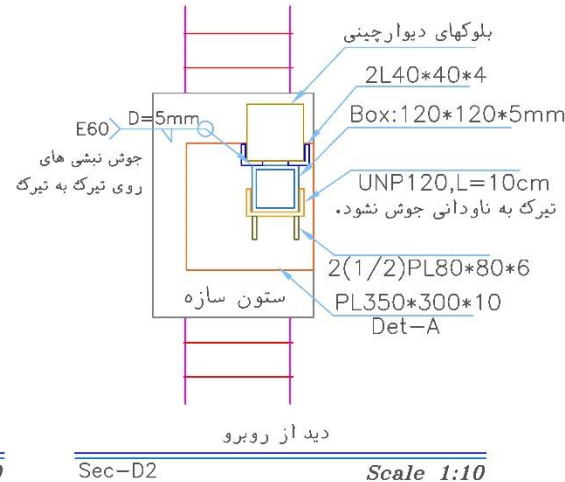 بلوکهای دیوارچینی
2L40*40*4
D=5mm
Box:120*120*5mm
E60
جوش نبشی های
روی تیرک به تیرک
UNP120,L=10cm
تیرک به ناودانی جوش نشود.
2(1/2)PL80*80*6
ستون سازه
PL350*300*10
Det-A
دید از روبرو
Sec-D2
Scale 1:10